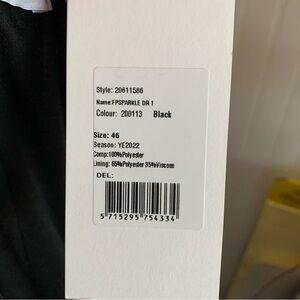 Style: 20611586
Name:FPSPARKLE DR 1
Colour: 200113 Black
Size: 46
Season: YE2022
Comp:100%Polyester
Lining: 65%Polyester 35%Viscose
DEL:
5 715295 754334